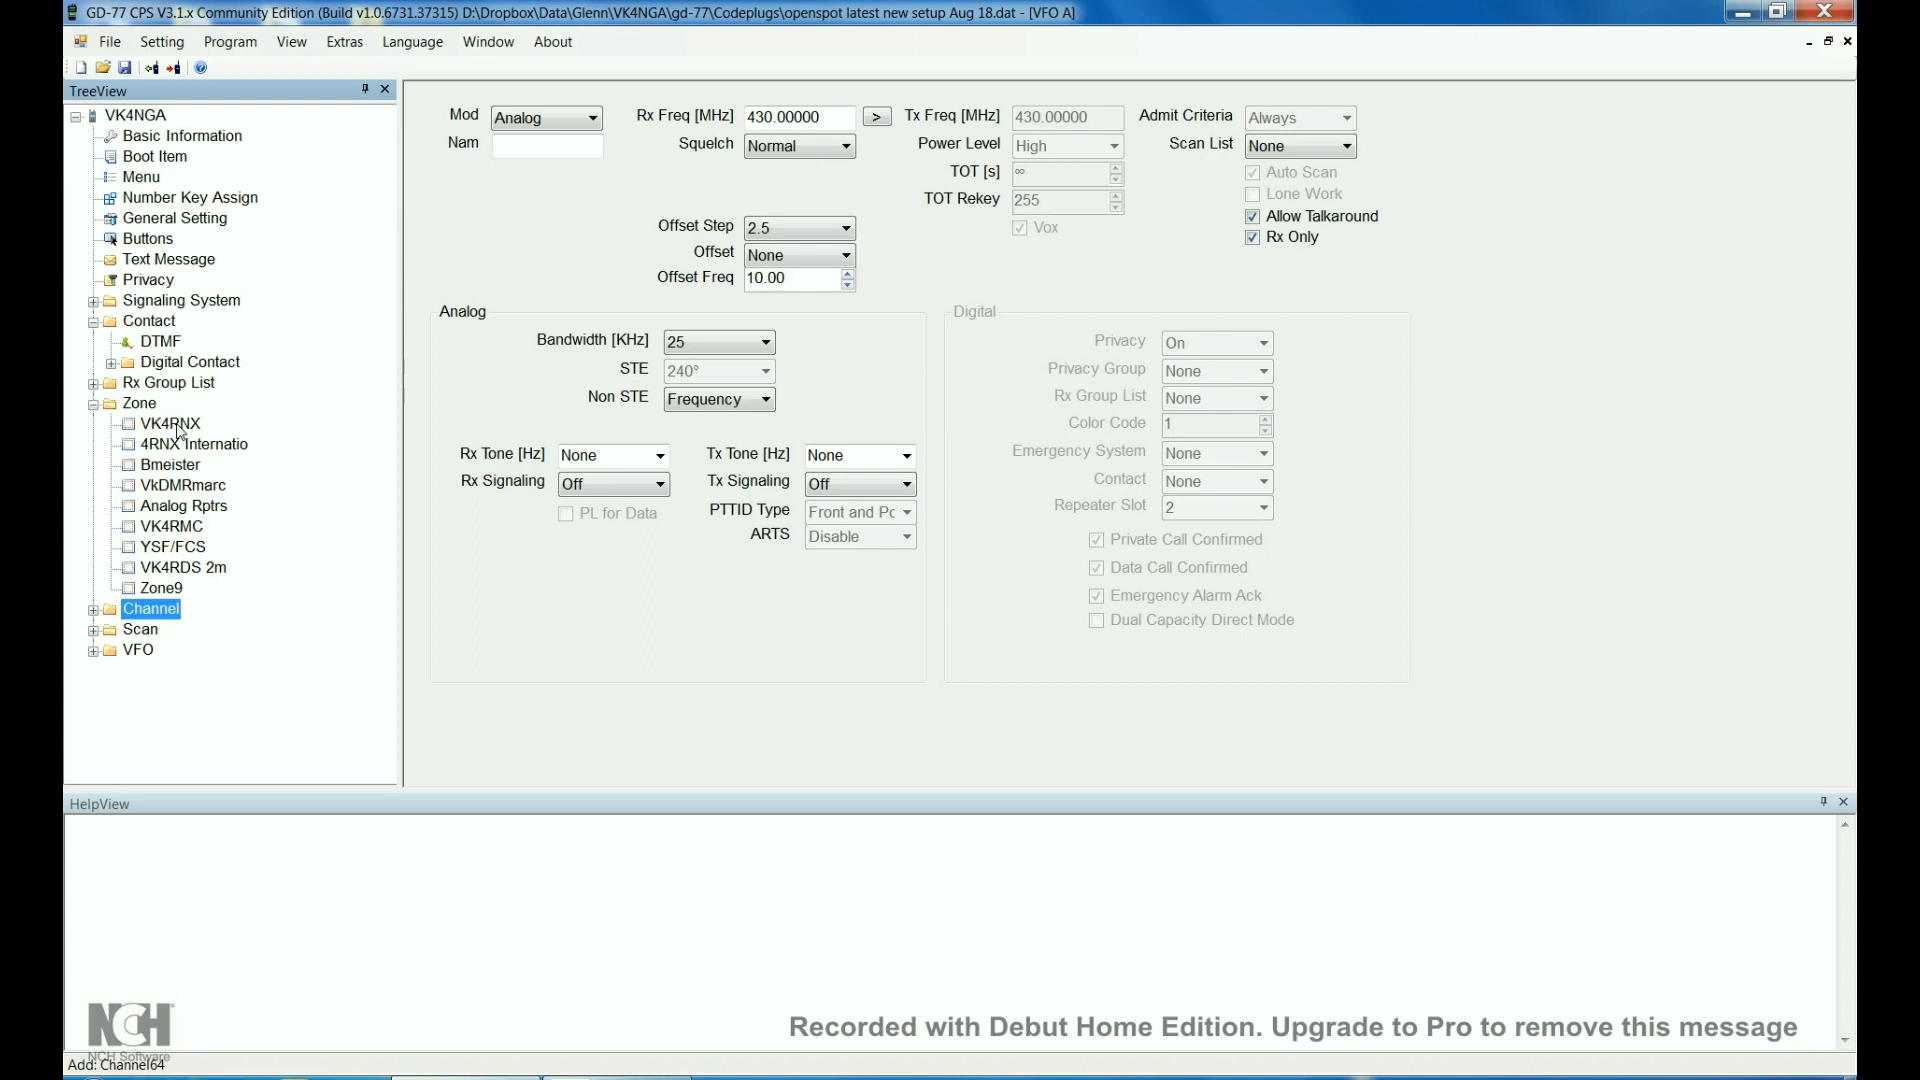 GD-77 CPS V3.1.x Community Edition (Build v1.0.6731.37315) D:\Dropbox\Data\Glenn\VK4NGA\gd-77\Codeplugs\openspot latest new setup Aug 18.dat - [VFO A]
File Setting Program View Extras Language Window About
TreeView
VK4NGA
Basic Information
Boot Item
Menu
Number Key Assign
General Setting
Buttons
Text Message
Privacy
Signaling System
Contact
DTMF
Digital Contact
Rx Group List
Zone
VK4RNX
4RNX Internatio
Bmeister
VkDMRmarc
Analog Rptrs
VK4RMC
YSF/FCS
VK4RDS 2m
Zone9
Channel
Scan
VFO
Mod Analog Rx Freq [MHz] 430.00000 > Tx Freq [MHz] 430.00000 Admit Criteria Always
Nam Squelch Normal Power Level High Scan List None
TOT [s] ∞ Auto Scan
TOT Rekey 255 Lone Work
Allow Talkaround
Offset Step 2.5 Vox Rx Only
Offset None
Offset Freq 10.00
Analog
Bandwidth [KHz] 25
STE 240°
Non STE Frequency
Rx Tone [Hz] None Tx Tone [Hz] None
Rx Signaling Off Tx Signaling Off
PL for Data PTTID Type Front and Pc
ARTS Disable
Digital
Privacy On
Privacy Group None
Rx Group List None
Color Code 1
Emergency System None
Contact None
Repeater Slot 2
Private Call Confirmed
Data Call Confirmed
Emergency Alarm Ack
Dual Capacity Direct Mode
HelpView
NCH
NCH Software
Recorded with Debut Home Edition. Upgrade to Pro to remove this message
Add: Channel64